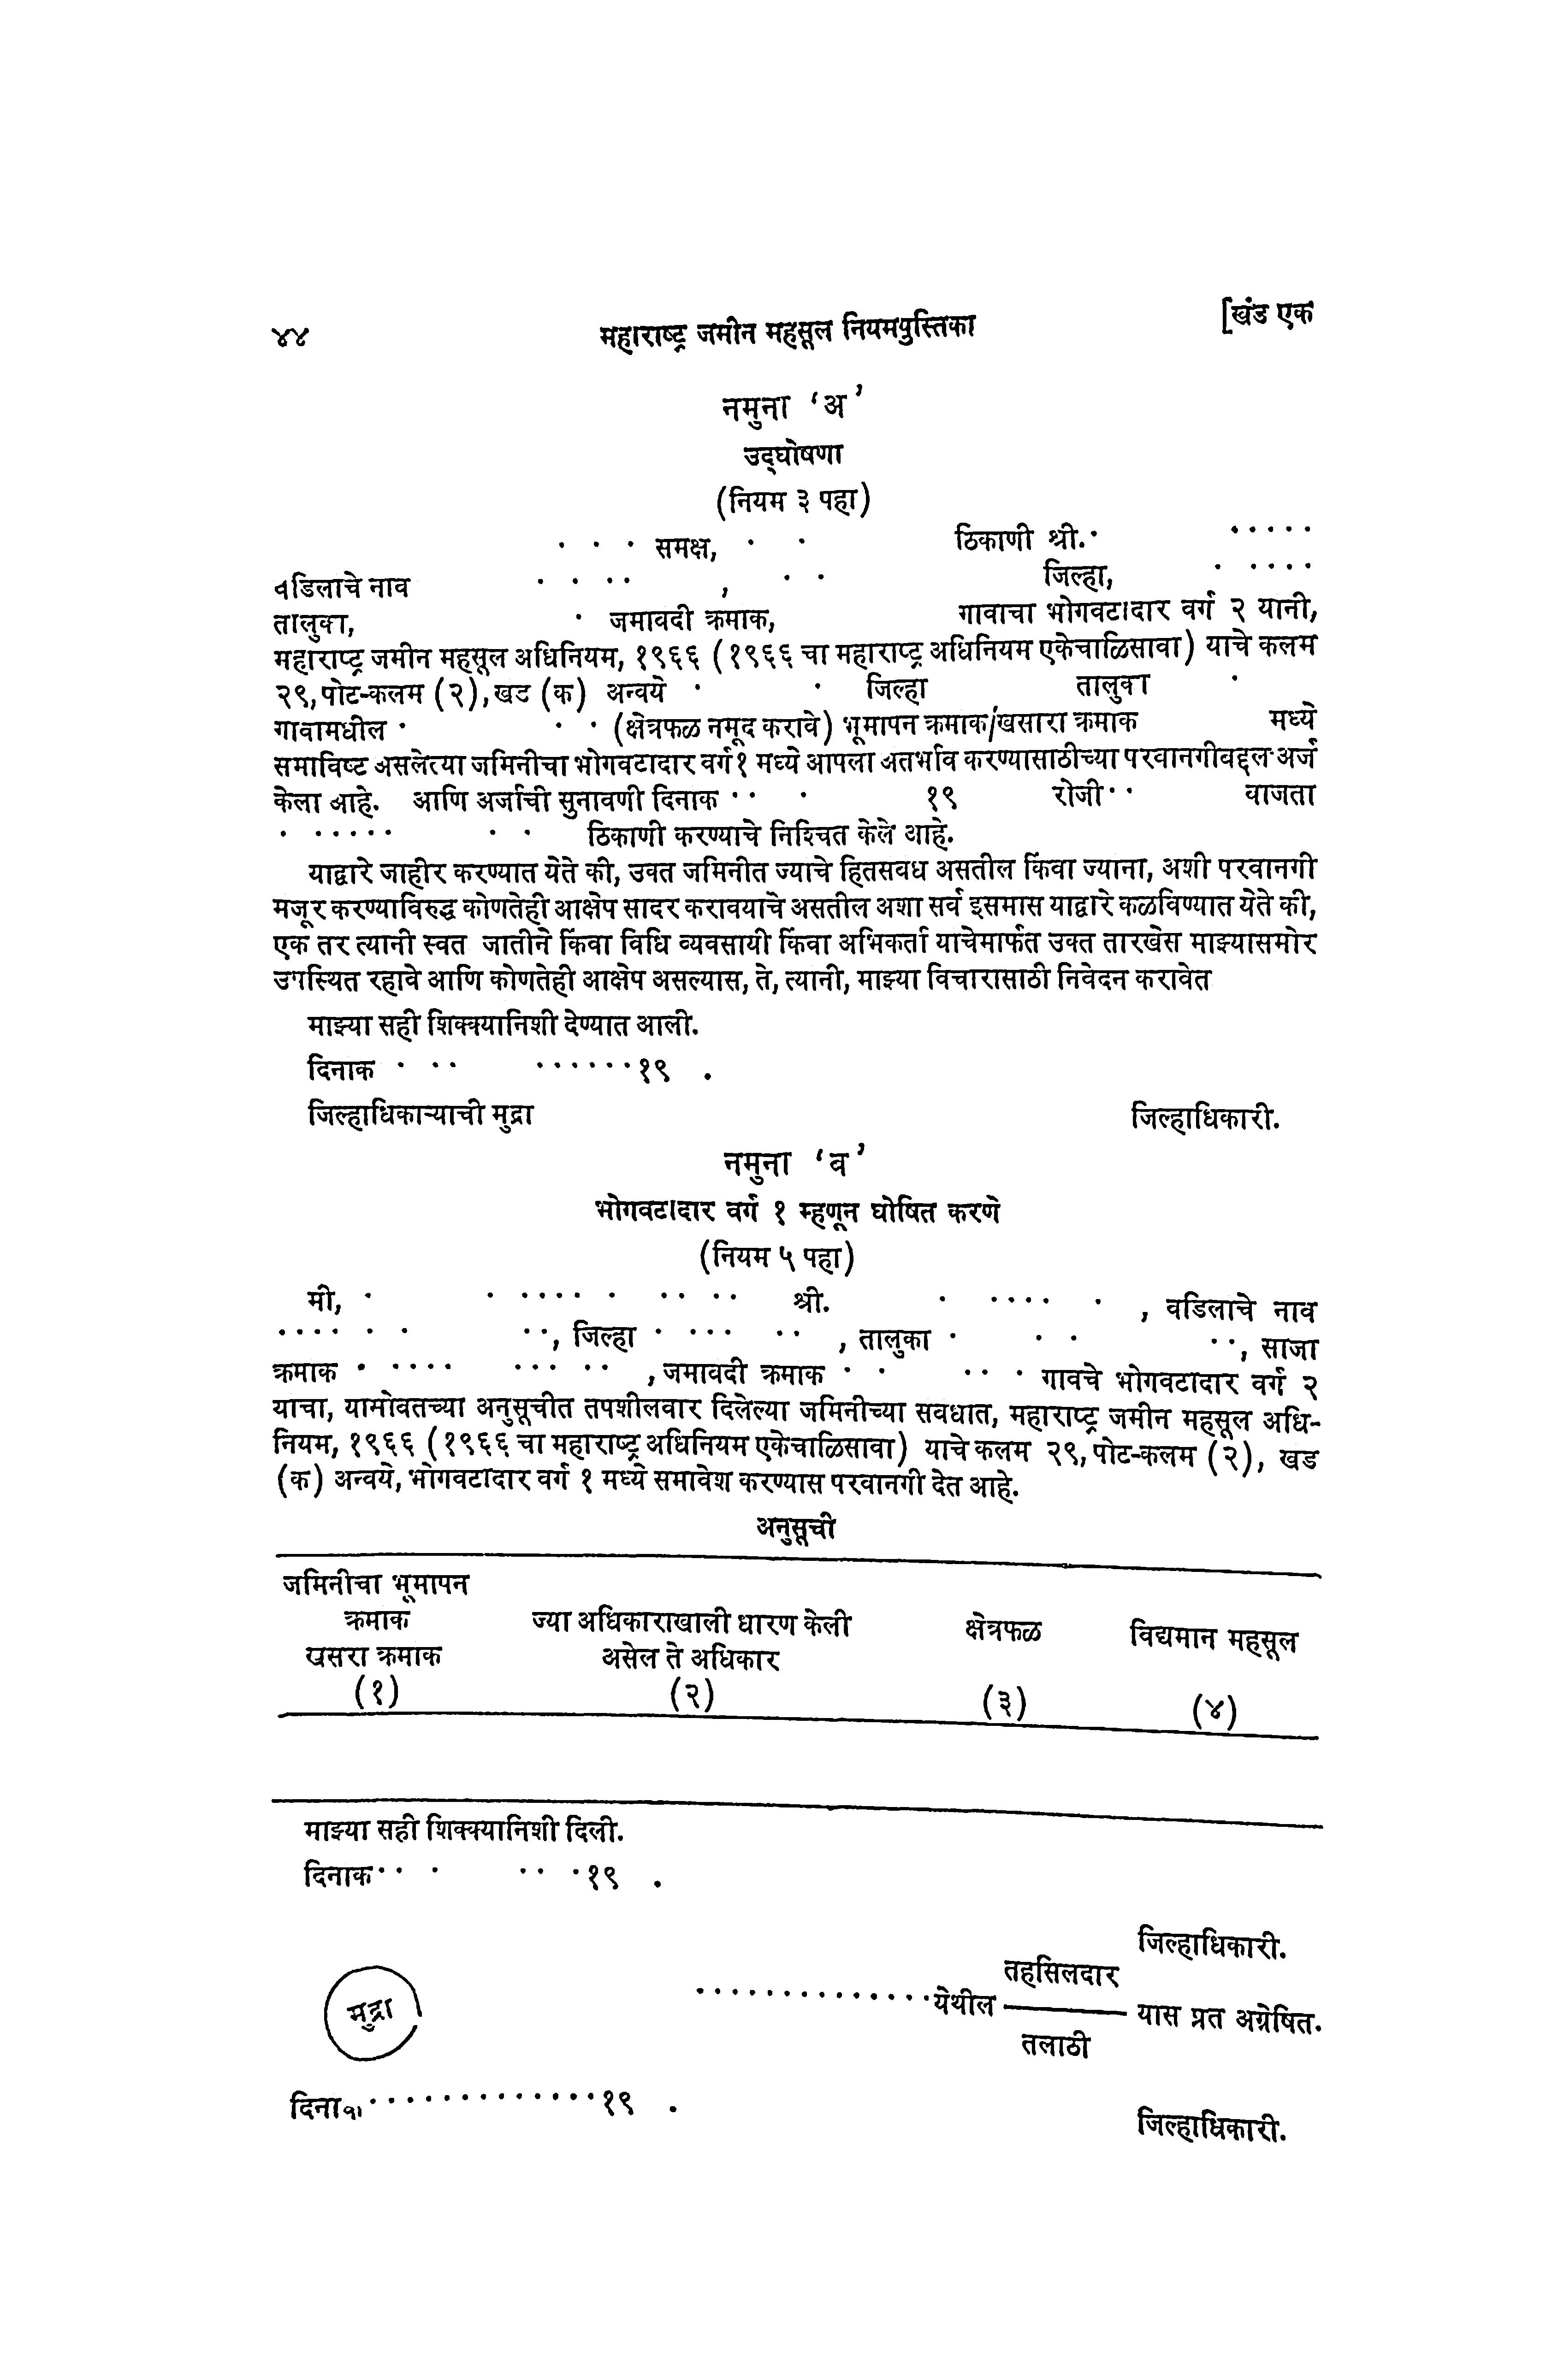 ४४ महाराष्ट्र जमीन महसूल नियमपुस्तिका [खंड एक
नमुना ‘अ’
उद्घोषणा
(नियम ३ पहा)
. . . समक्ष, . . ठिकाणी श्री. . . . . . .
वडिलाचे नाव . . . . , . . जिल्हा, . . . . .
तालुका, . जमावदी क्रमाक, गावाचा भोगवटादार वर्ग २ यानी,
महाराष्ट्र जमीन महसूल अधिनियम, १९६६ (१९६६ चा महाराष्ट्र अधिनियम एकेचाळिसावा) याचे कलम
२९, पोट-कलम (२), खड (क) अन्वये . . जिल्हा तालुका .
गावामधील . . . (क्षेत्रफळ नमूद करावे) भूमापन क्रमाक/खसारा क्रमाक मध्ये
समाविष्ट असलेल्या जमिनीचा भोगवटादार वर्ग १ मध्ये आपला अतर्भाव करण्यासाठीच्या परवानगीबद्दल अर्ज
केला आहे. आणि अर्जाची सुनावणी दिनाक . . . १९ रोजी . . वाजता
. . . . . . . . ठिकाणी करण्याचे निश्चित केले आहे.
याद्वारे जाहीर करण्यात येते की, उक्त जमिनीत ज्याचे हितसवध असतील किंवा ज्याना, अशी परवानगी
मजूर करण्याविरुद्ध कोणतेही आक्षेप सादर करावयाचे असतील अशा सर्व इसमास याद्वारे कळविण्यात येते की,
एक तर त्यानी स्वत जातीने किंवा विधि व्यवसायी किंवा अभिकर्ता याचेमार्फत उक्त तारखेस माझ्यासमोर
उपस्थित रहावे आणि कोणतेही आक्षेप असल्यास, ते, त्यानी, माझ्या विचारासाठी निवेदन करावेत
माझ्या सही शिक्क्यानिशी देण्यात आली.
दिनाक . . . . . . . . . १९ .
जिल्हाधिकाऱ्याची मुद्रा जिल्हाधिकारी.
नमुना ‘व’
भोगवटादार वर्ग १ म्हणून घोषित करणे
(नियम ५ पहा)
मी, . . . . . . . . . . . श्री. . . . . . . , वडिलाचे नाव
. . . . . . . . , जिल्हा . . . . . . , तालुका . . . . . , साजा
क्रमाक . . . . . . . . . . , जमावदी क्रमाक . . . . . गावचे भोगवटादार वर्ग २
याचा, यामोवतच्या अनुसूचीत तपशीलवार दिलेल्या जमिनीच्या सवधात, महाराष्ट्र जमीन महसूल अधि-
नियम, १९६६ (१९६६ चा महाराष्ट्र अधिनियम एकेचाळिसावा) याचे कलम २९, पोट-कलम (२), खड
(क) अन्वये, भोगवटादार वर्ग १ मध्ये समावेश करण्यास परवानगी देत आहे.
अनुसूची
जमिनीचा भूमापन
क्रमाक ज्या अधिकाराखाली धारण केली क्षेत्रफळ विद्यमान महसूल
खसरा क्रमाक असेल ते अधिकार
(१) (२) (३) (४)
माझ्या सही शिक्क्यानिशी दिली.
दिनाक . . . . . . १९ .
जिल्हाधिकारी.
तहसिलदार
मुद्रा . . . . . . . . . . . . . . येथील ——— यास प्रत अग्रेषित.
तलाठी
दिनाक . . . . . . . . . . . . . १९ .
जिल्हाधिकारी.